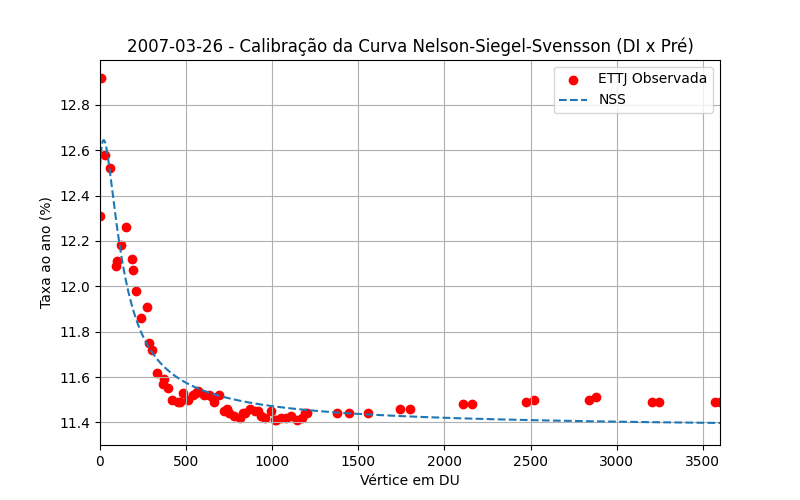 2007-03-26 - Calibração da Curva Nelson-Siegel-Svensson (DI x Pré)
ETTJ Observada
NSS
Taxa ao ano (%)
12.8
12.6
12.4
12.2
12.0
11.8
11.6
11.4
0 500 1000 1500 2000 2500 3000 3500
Vértice em DU